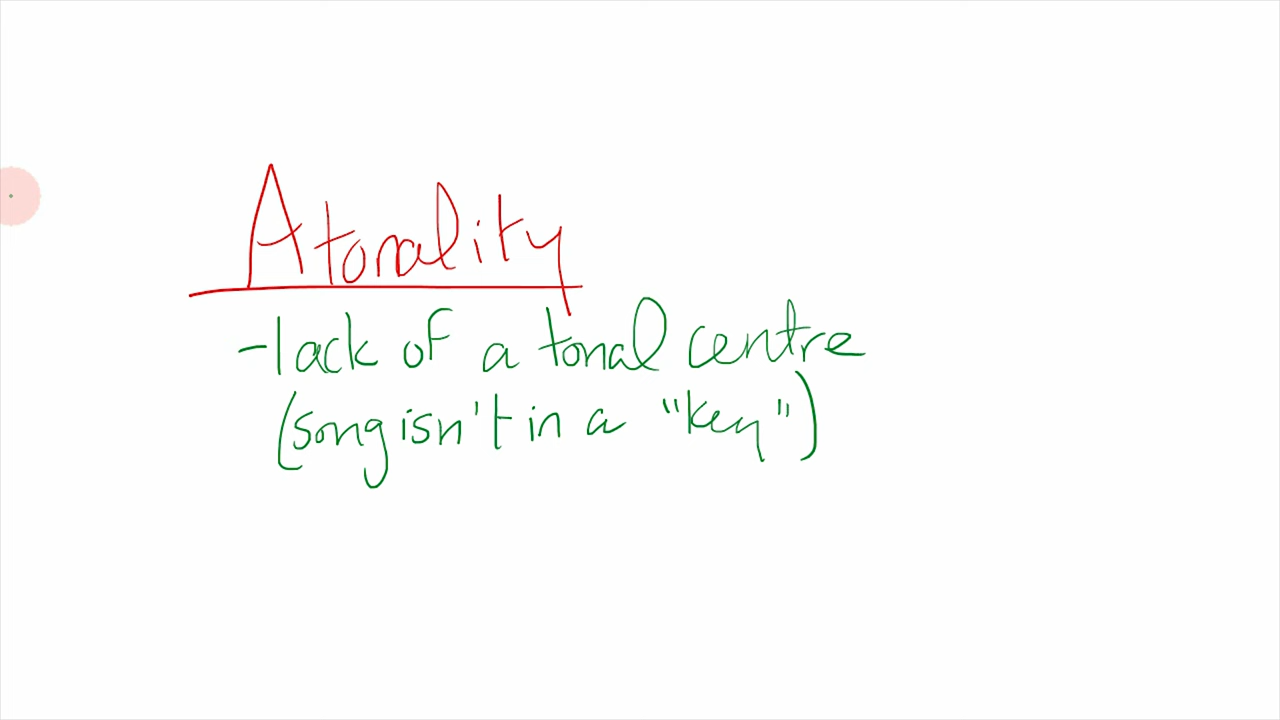 Atonality
-lack of a tonal centre
(song isn't in a "key")